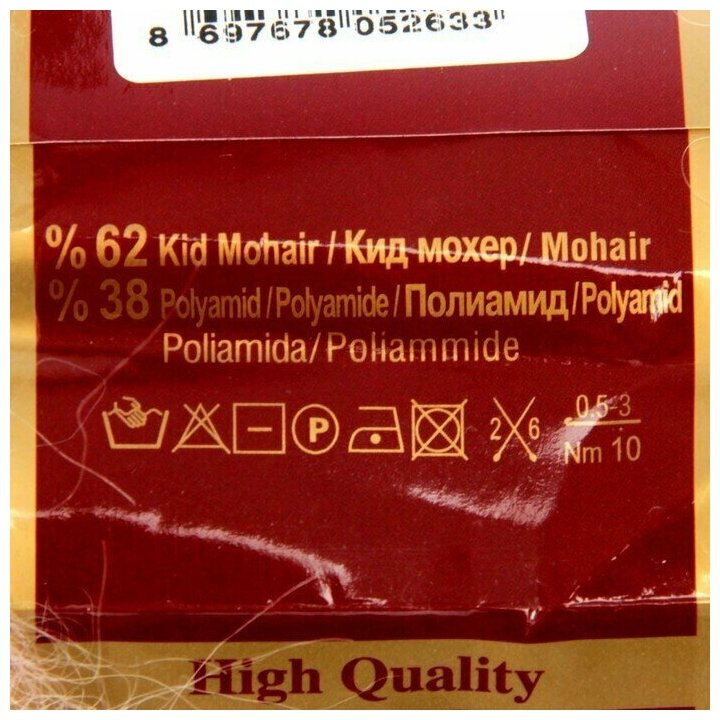 8 697678 052633
% 62 Kid Mohair / Кид мохер / Mohair
% 38 Polyamid / Polyamide / Полиамид / Polyamid
Poliamida / Poliammide
P
2 6
0.5-3
Nm 10
High Quality